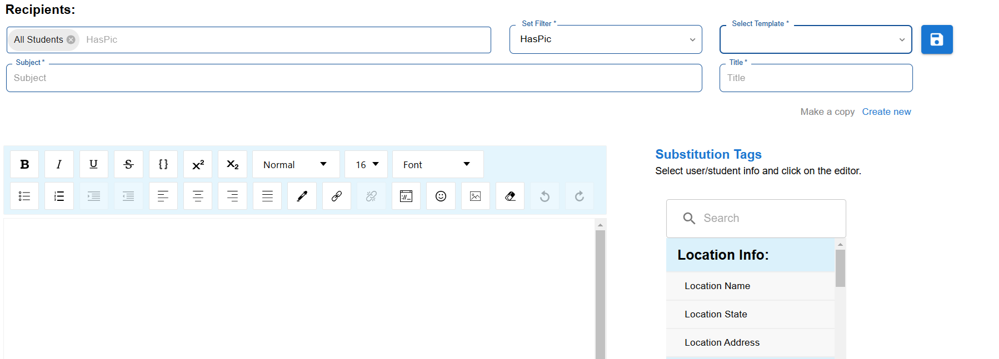 Recipients:
All Students HasPic
Set Filter *
HasPic
Select Template *
Subject *
Subject
Title *
Title
Make a copy Create new
B I U S {} x² x₂ Normal 16 Font
Substitution Tags
Select user/student info and click on the editor.
Search
Location Info:
Location Name
Location State
Location Address